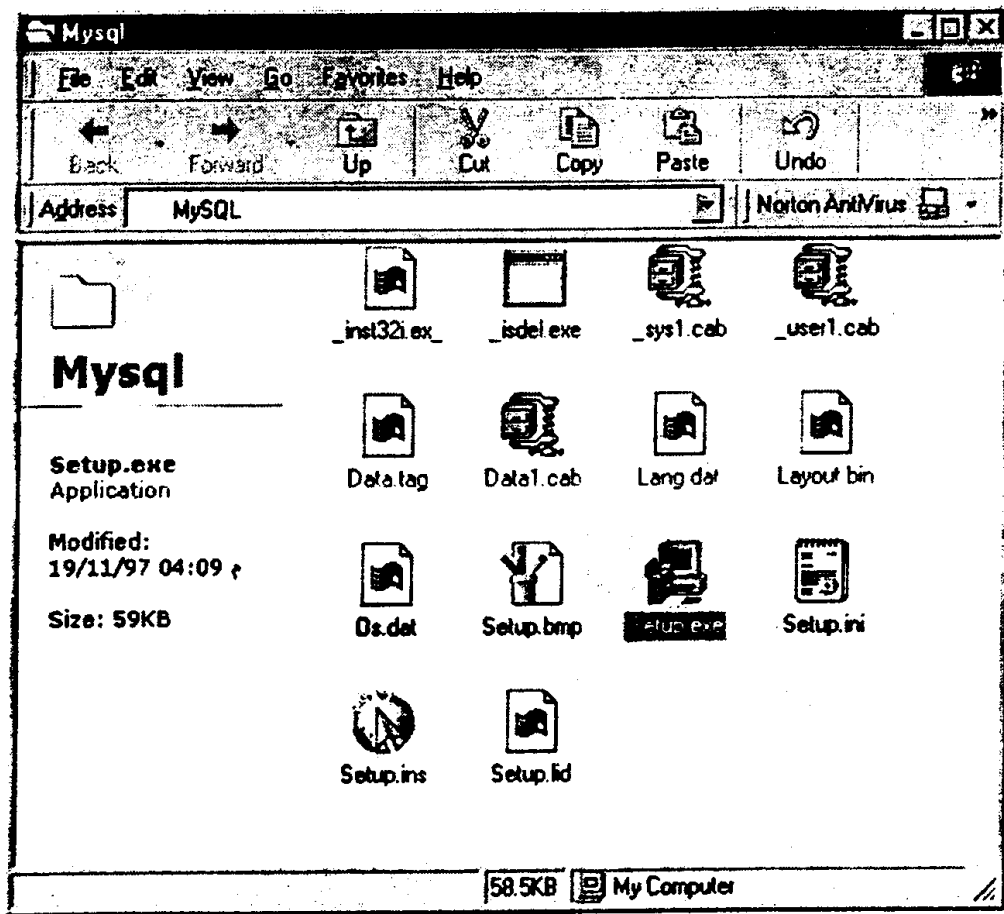 Mysql
File Edit View Go Favorites Help
Back Forward Up Cut Copy Paste Undo
Address MySQL Norton AntiVirus
_inst32i.ex_ _isdel.exe _sys1.cab _user1.cab
Mysql
Data.tag Data1.cab Lang.dat Layout.bin
Setup.exe
Application
Modified:
19/11/97 04:09 م
Size: 59KB
Os.dat Setup.bmp Setup.exe Setup.ini
Setup.ins Setup.lid
58.5KB My Computer